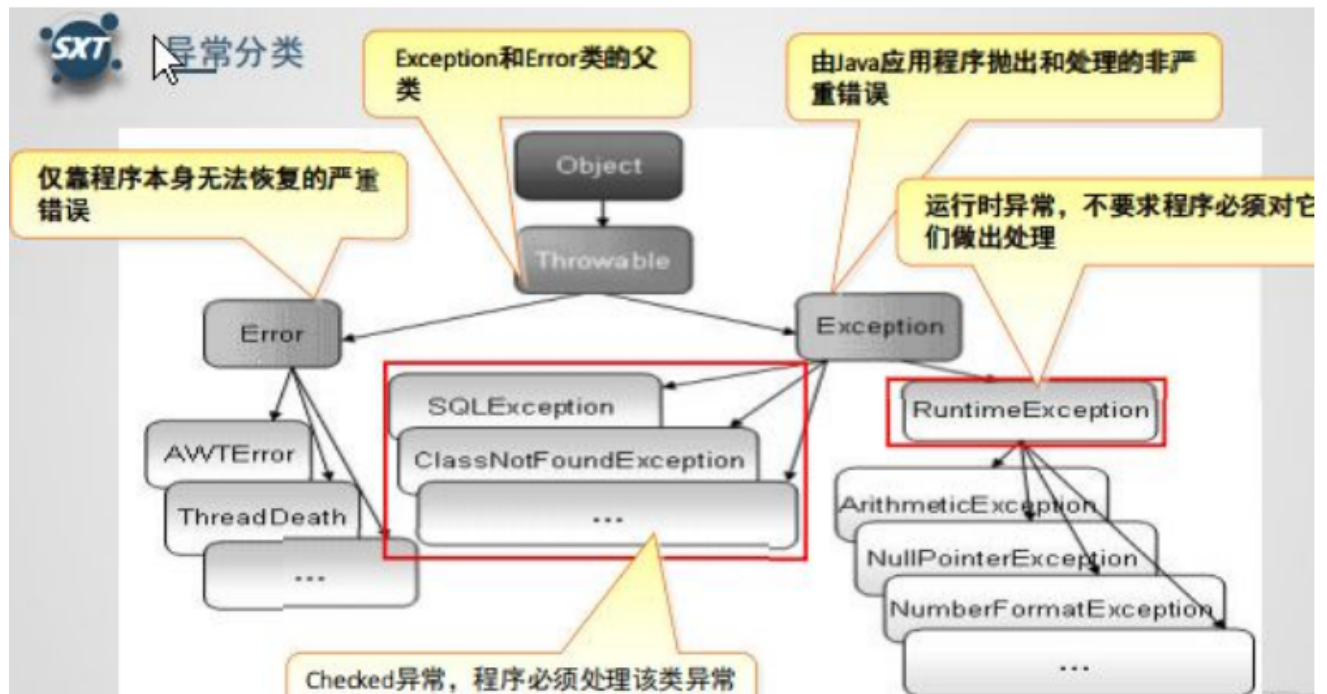 SXT
异常分类
Exception和Error类的父
类
由Java应用程序抛出和处理的非严
重错误
仅靠程序本身无法恢复的严重
错误
Object
运行时异常，不要求程序必须对它
们做出处理
Throwable
Error
Exception
SQLException
RuntimeException
AWTError
ClassNotFoundException
ThreadDeath
...
ArithmeticException
NullPointerException
...
NumberFormatException
...
Checked异常，程序必须处理该类异常